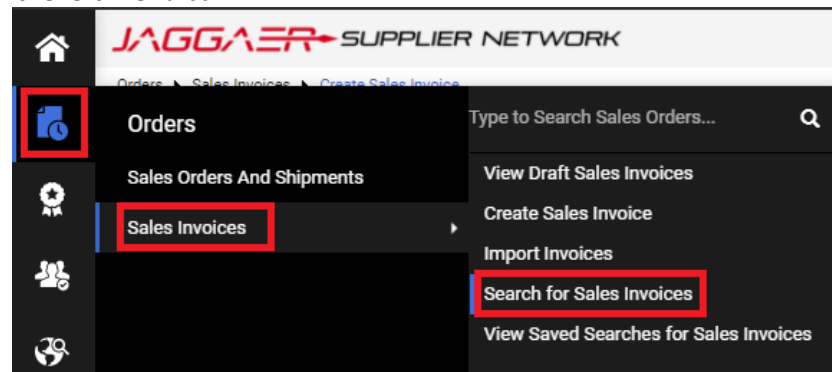 JAGGAER SUPPLIER NETWORK
Orders Sales Invoices Create Sales Invoice
Orders
Type to Search Sales Orders...
Sales Orders And Shipments
View Draft Sales Invoices
Sales Invoices
Create Sales Invoice
Import Invoices
Search for Sales Invoices
View Saved Searches for Sales Invoices